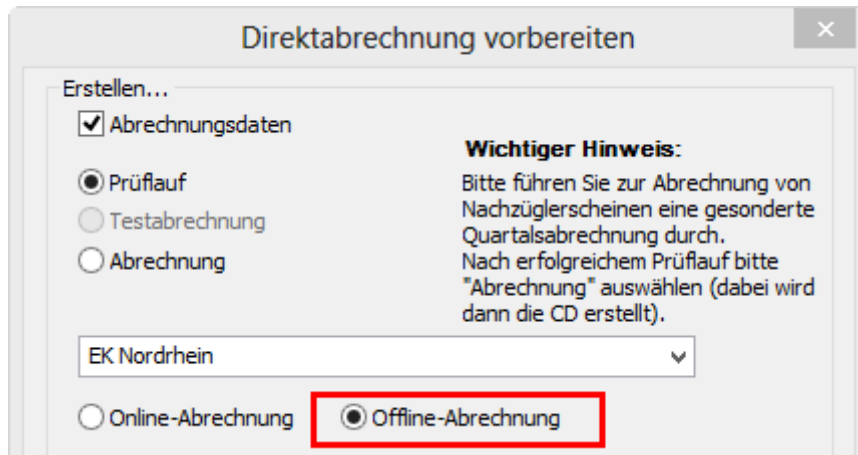 Direktabrechnung vorbereiten
Erstellen...
Abrechnungsdaten
Prüflauf
Testabrechnung
Abrechnung
Wichtiger Hinweis:
Bitte führen Sie zur Abrechnung von
Nachzüglerscheinen eine gesonderte
Quartalsabrechnung durch.
Nach erfolgreichem Prüflauf bitte
"Abrechnung" auswählen (dabei wird
dann die CD erstellt).
EK Nordrhein
Online-Abrechnung
Offline-Abrechnung